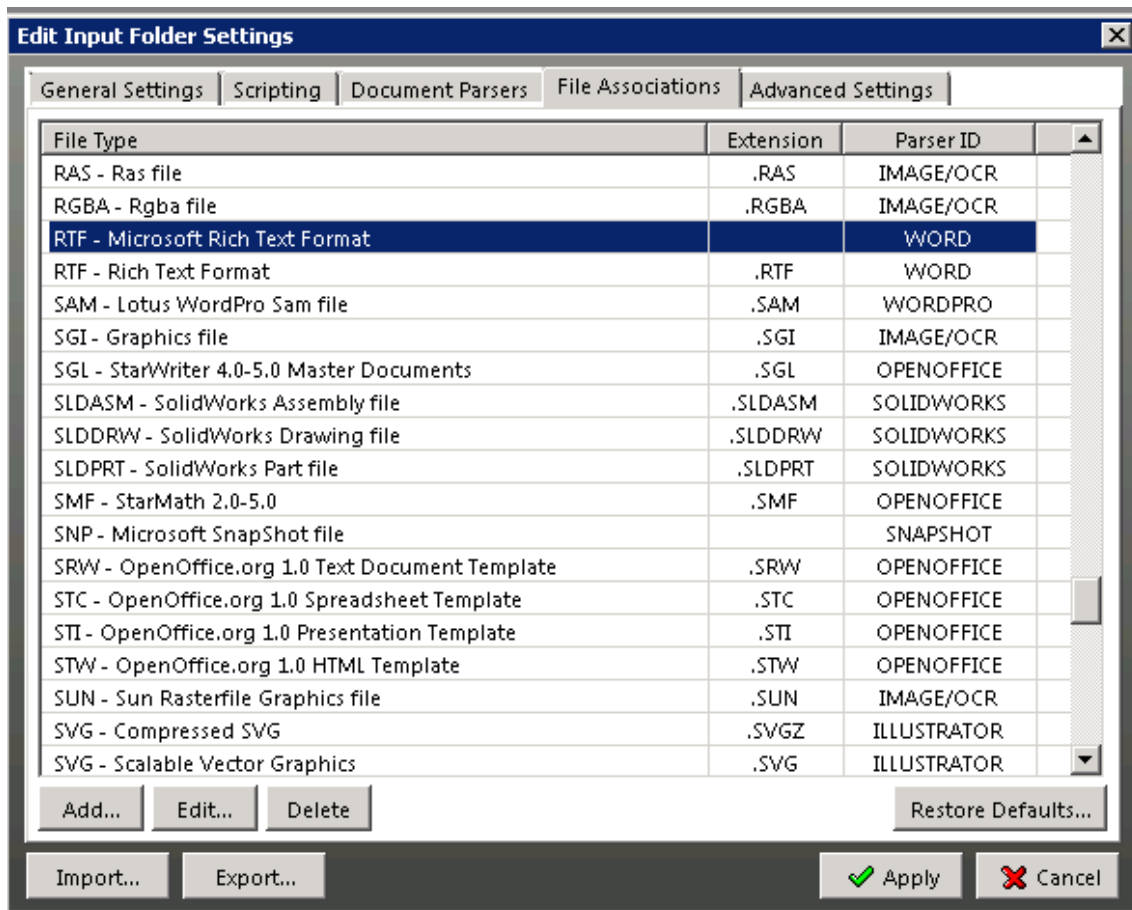 Edit Input Folder Settings
General Settings Scripting Document Parsers File Associations Advanced Settings
File Type Extension Parser ID
RAS - Ras file .RAS IMAGE/OCR
RGBA - Rgba file .RGBA IMAGE/OCR
RTF - Microsoft Rich Text Format WORD
RTF - Rich Text Format .RTF WORD
SAM - Lotus WordPro Sam file .SAM WORDPRO
SGI - Graphics file .SGI IMAGE/OCR
SGL - StarWriter 4.0-5.0 Master Documents .SGL OPENOFFICE
SLDASM - SolidWorks Assembly file .SLDASM SOLIDWORKS
SLDDRW - SolidWorks Drawing file .SLDDRW SOLIDWORKS
SLDPRT - SolidWorks Part file .SLDPRT SOLIDWORKS
SMF - StarMath 2.0-5.0 .SMF OPENOFFICE
SNP - Microsoft SnapShot file SNAPSHOT
SRW - OpenOffice.org 1.0 Text Document Template .SRW OPENOFFICE
STC - OpenOffice.org 1.0 Spreadsheet Template .STC OPENOFFICE
STI - OpenOffice.org 1.0 Presentation Template .STI OPENOFFICE
STW - OpenOffice.org 1.0 HTML Template .STW OPENOFFICE
SUN - Sun Rasterfile Graphics file .SUN IMAGE/OCR
SVG - Compressed SVG .SVGZ ILLUSTRATOR
SVG - Scalable Vector Graphics .SVG ILLUSTRATOR
Add... Edit... Delete Restore Defaults...
Import... Export... Apply Cancel